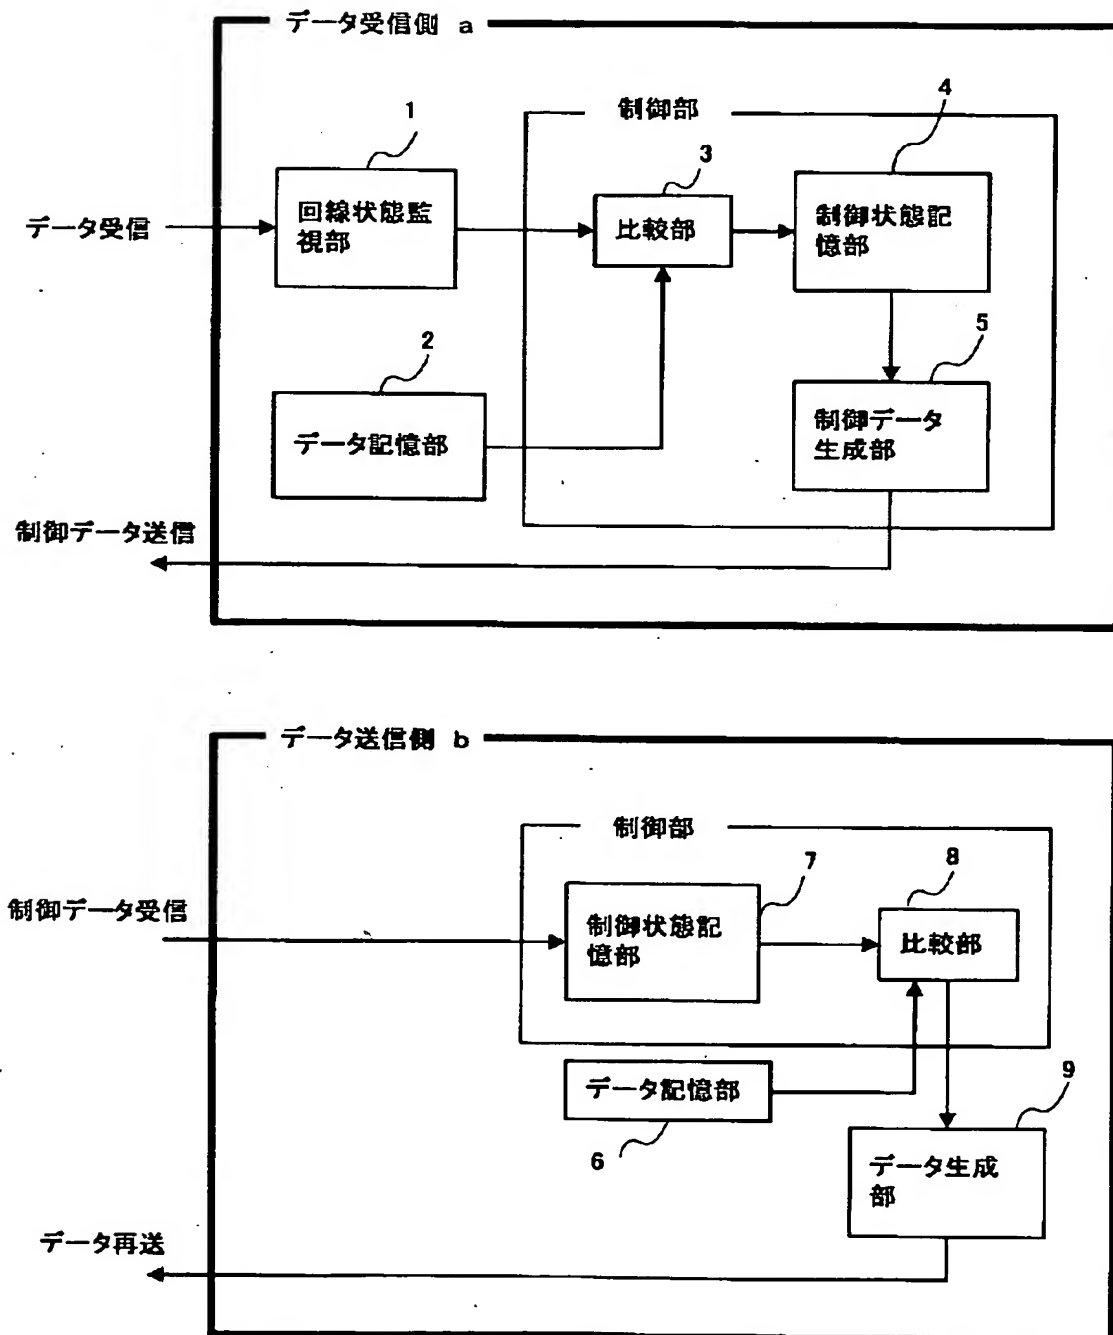 データ受信側 a
制御部
1
4
3
データ受信
回線状態監
視部
比較部
制御状態記
憶部
2
5
データ記憶部
制御データ
生成部
制御データ送信
データ送信側 b
制御部
7
8
制御データ受信
制御状態記
憶部
比較部
データ記憶部
6
9
データ生成
部
データ再送